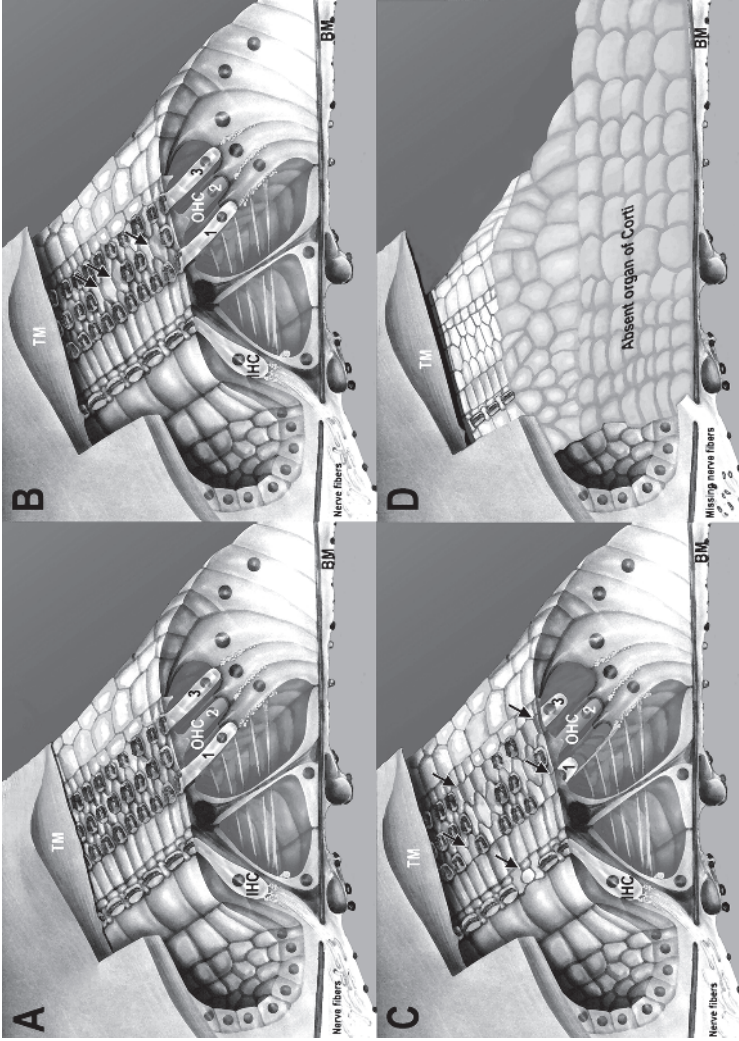 A
TM
OHC
1 2 3
IHC
Nerve fibers
BM
B
TM
OHC
1 2 3
IHC
Nerve fibers
BM
C
TM
OHC
1 2 3
IHC
Nerve fibers
BM
D
TM
Absent organ of Corti
Missing nerve fibers
BM